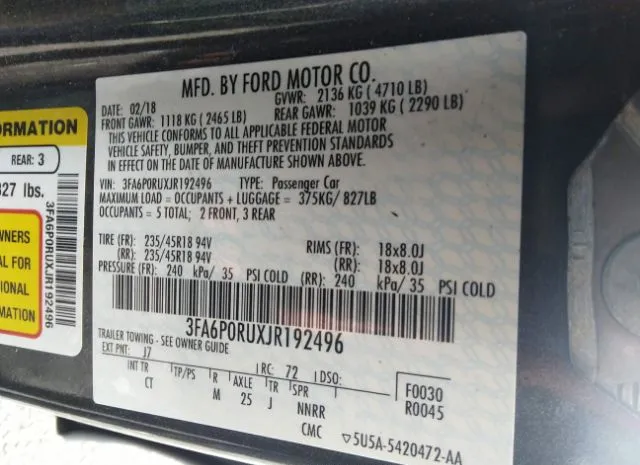 MFD. BY FORD MOTOR CO.
DATE: 02/18 GVWR: 2136 KG ( 4710 LB)
FRONT GAWR: 1118 KG ( 2465 LB) REAR GAWR: 1039 KG ( 2290 LB)
THIS VEHICLE CONFORMS TO ALL APPLICABLE FEDERAL MOTOR
VEHICLE SAFETY, BUMPER, AND THEFT PREVENTION STANDARDS
IN EFFECT ON THE DATE OF MANUFACTURE SHOWN ABOVE.
VIN: 3FA6P0RUXJR192496 TYPE: Passenger Car
MAXIMUM LOAD = OCCUPANTS + LUGGAGE = 375KG/ 827LB
OCCUPANTS = 5 TOTAL; 2 FRONT, 3 REAR
TIRE (FR): 235/45R18 94V RIMS (FR): 18x8.0J
(RR): 235/45R18 94V (RR): 18x8.0J
PRESSURE (FR): 240 kPa/ 35 PSI COLD (RR): 240 kPa/ 35 PSI COLD
3FA6P0RUXJR192496
TRAILER TOWING - SEE OWNER GUIDE
EXT PNT: J7 RC: 72 DSO:
INT TR TP/PS R AXLE TR SPR F0030
CT M 25 J NNRR R0045
CMC ▽5U5A-5420472-AA
ORMATION
REAR: 3
827 lbs.
WNERS
AL FOR
IONAL
MATION
3FA6P0RUXJR192496